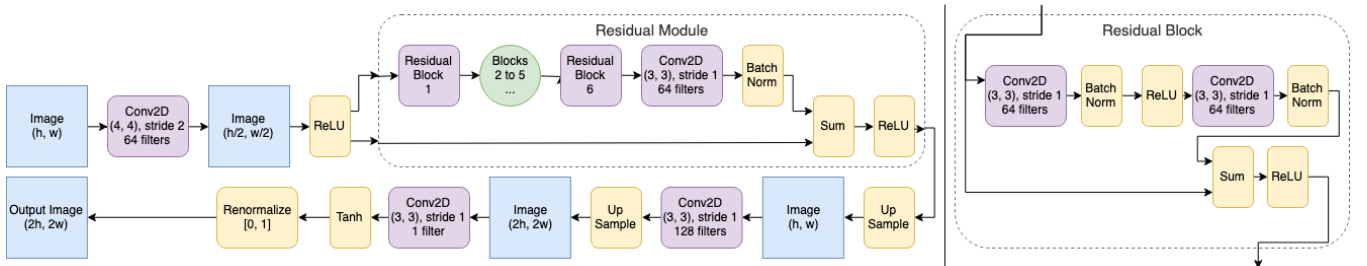 Residual Module
Residual
Block
1
Blocks
2 to 5
...
Residual
Block
6
Conv2D
(3, 3), stride 1
64 filters
Batch
Norm
Image
(h, w)
Conv2D
(4, 4), stride 2
64 filters
Image
(h/2, w/2)
ReLU
Sum
ReLU
Output Image
(2h, 2w)
Renormalize
[0, 1]
Tanh
Conv2D
(3, 3), stride 1
1 filter
Image
(2h, 2w)
Up
Sample
Conv2D
(3, 3), stride 1
128 filters
Image
(h, w)
Up
Sample
Residual Block
Conv2D
(3, 3), stride 1
64 filters
Batch
Norm
ReLU
Conv2D
(3, 3), stride 1
64 filters
Batch
Norm
Sum
ReLU